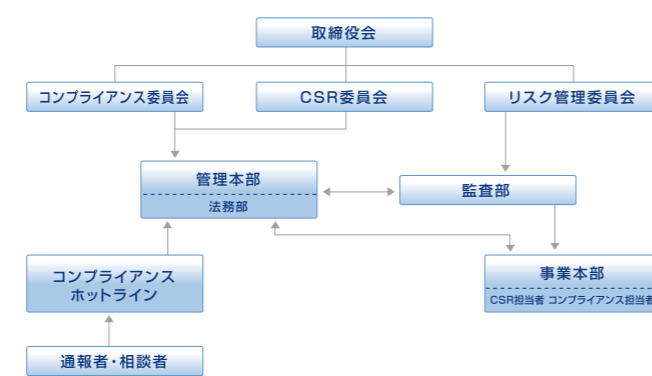 取締役会
コンプライアンス委員会
CSR委員会
リスク管理委員会
管理本部
法務部
監査部
コンプライアンス
ホットライン
事業本部
CSR担当者 コンプライアンス担当者
通報者・相談者